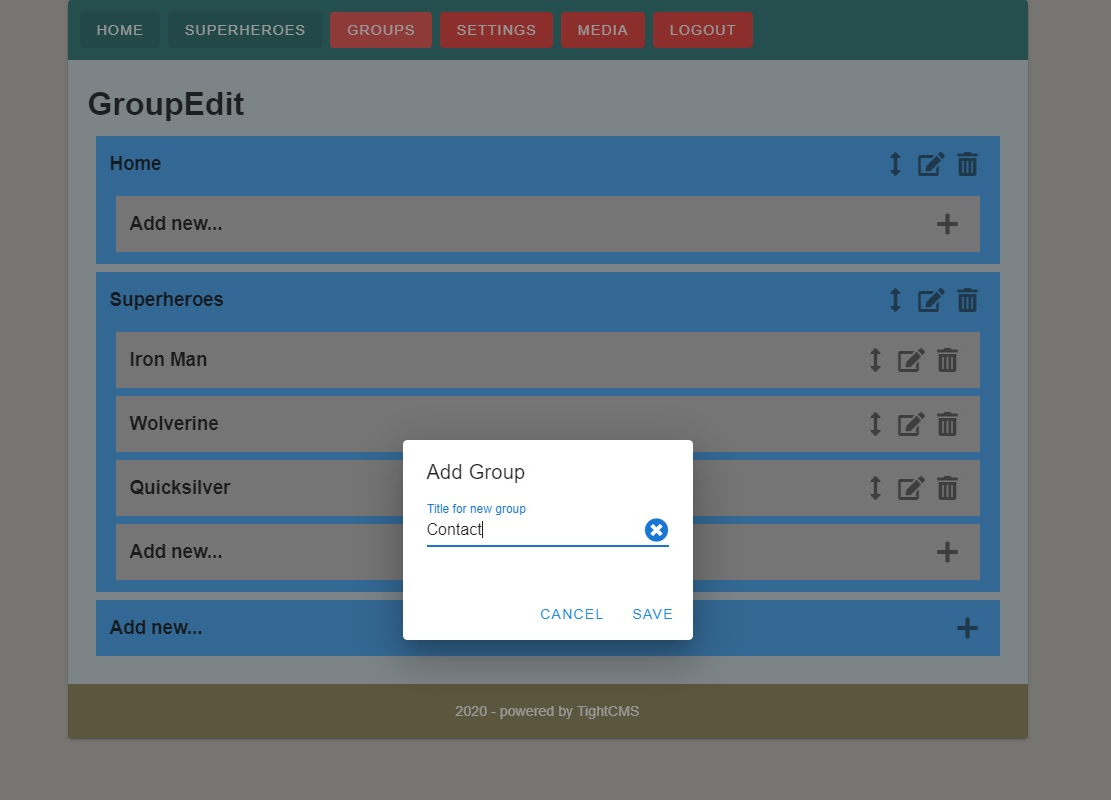 HOME SUPERHEROES GROUPS SETTINGS MEDIA LOGOUT
GroupEdit
Home
Add new...
Superheroes
Iron Man
Wolverine
Quicksilver
Add new...
Add new...
Add Group
Title for new group
Contact
CANCEL SAVE
2020 - powered by TightCMS